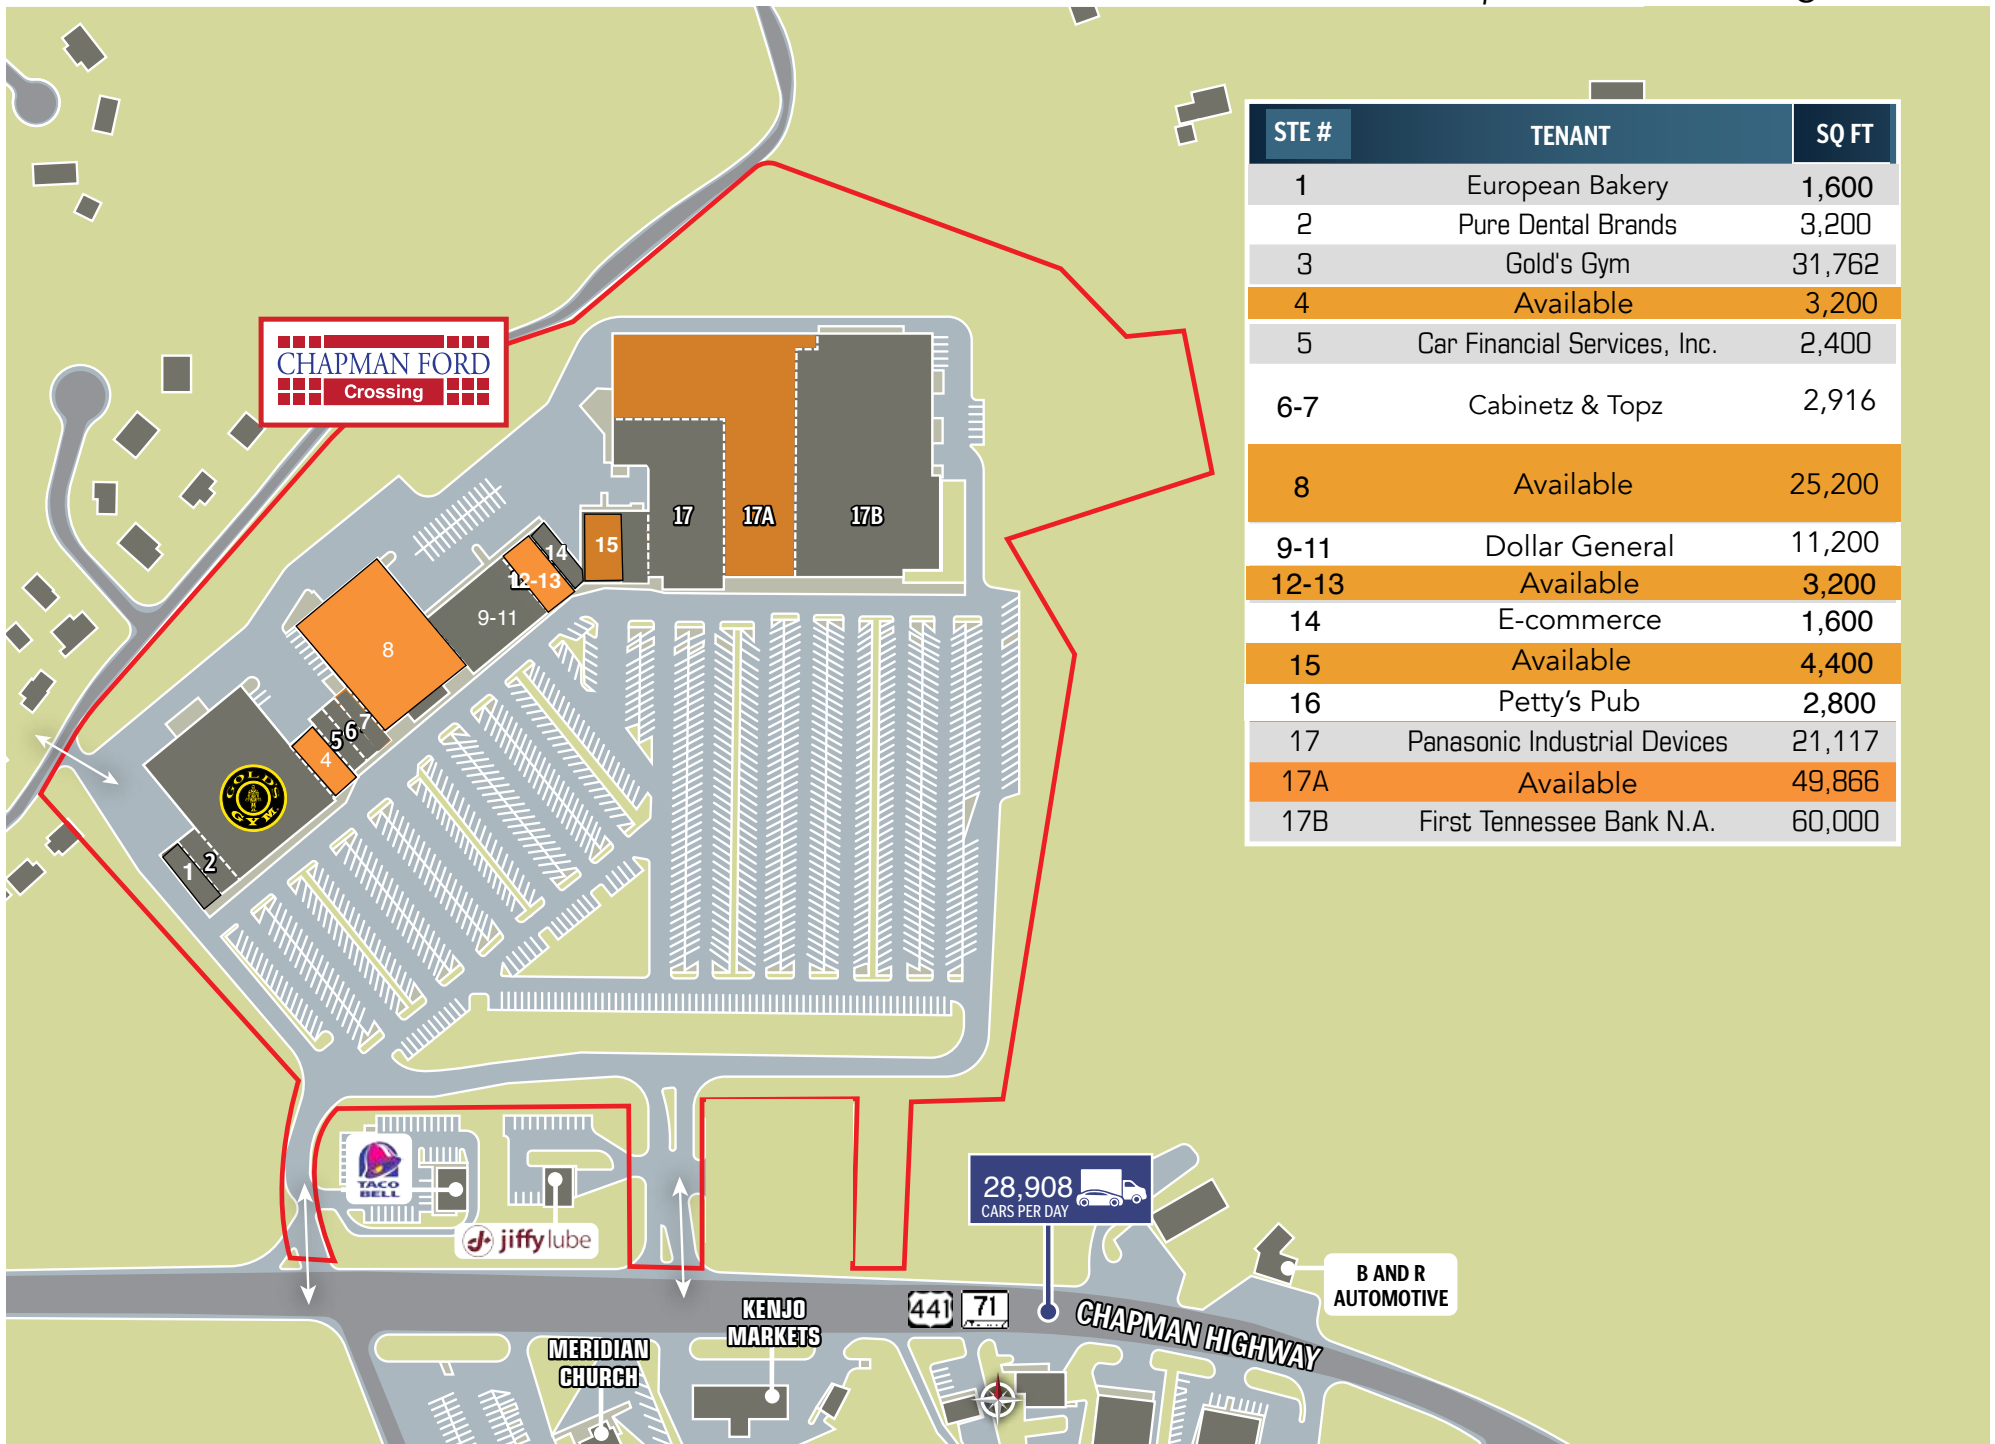 STE # TENANT SQ FT
1 European Bakery 1,600
2 Pure Dental Brands 3,200
3 Gold's Gym 31,762
4 Available 3,200
5 Car Financial Services, Inc. 2,400
6-7 Cabinetz & Topz 2,916
8 Available 25,200
9-11 Dollar General 11,200
12-13 Available 3,200
14 E-commerce 1,600
15 Available 4,400
16 Petty's Pub 2,800
17 Panasonic Industrial Devices 21,117
17A Available 49,866
17B First Tennessee Bank N.A. 60,000
CHAPMAN FORD
Crossing
17
17A
17B
15
14
12-13
9-11
8
7
6
5
4
GOLD'S
GYM
2
1
TACO
BELL
jiffy lube
28,908
CARS PER DAY
B AND R
AUTOMOTIVE
441
71
CHAPMAN HIGHWAY
KENJO
MARKETS
MERIDIAN
CHURCH